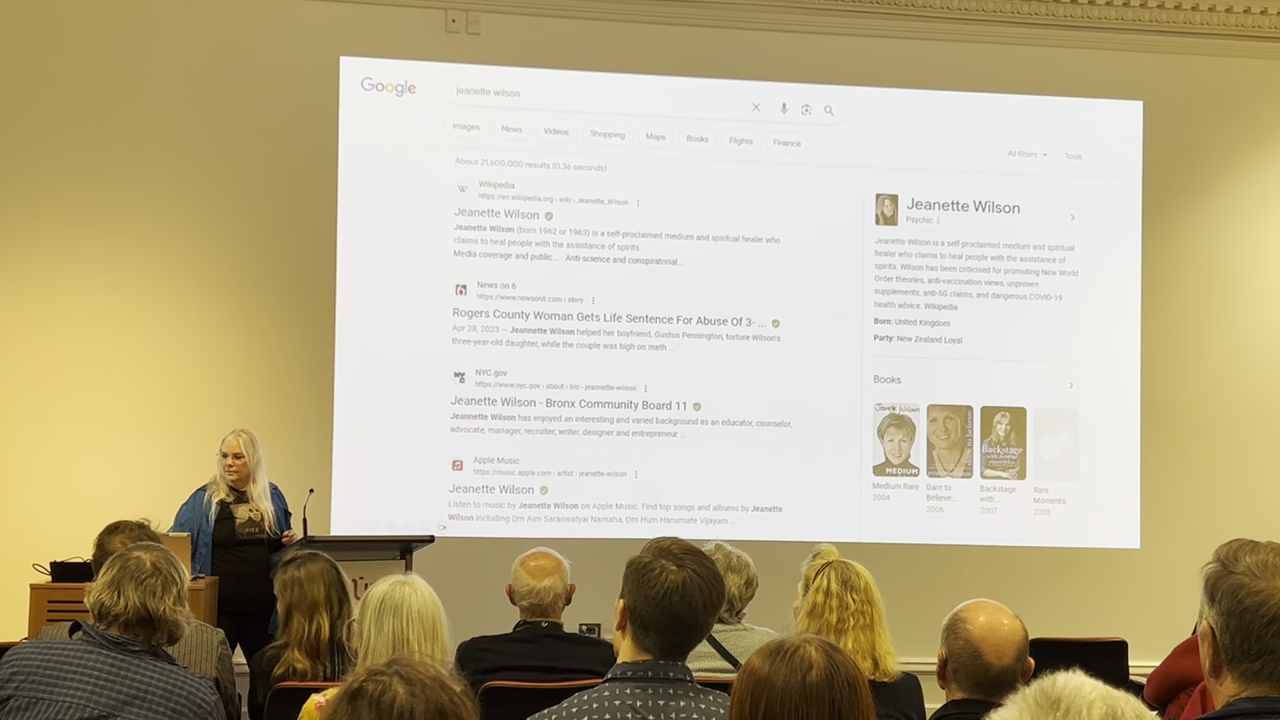 Google
jeanette wilson
Images News Videos Shopping Maps Books Flights Finance
All filters Tools
About 21,600,000 results (0.36 seconds)
Wikipedia
https://en.wikipedia.org › wiki › Jeanette_Wilson
Jeanette Wilson
Jeanette Wilson (born 1962 or 1963) is a self-proclaimed medium and spiritual healer who
claims to heal people with the assistance of spirits.
Media coverage and public... · Anti-science and conspiratorial...
News on 6
https://www.newson6.com › story
Rogers County Woman Gets Life Sentence For Abuse Of 3- ...
Apr 28, 2023 — Jeannette Wilson helped her boyfriend, Gustus Pennington, torture Wilson's
three-year-old daughter, while the couple was high on meth ...
NYC.gov
https://www.nyc.gov › about › bio › jeannette-wilson
Jeannette Wilson - Bronx Community Board 11
Jeannette Wilson has enjoyed an interesting and varied background as an educator, counselor,
advocate, manager, recruiter, writer, designer and entrepreneur ...
Apple Music
https://music.apple.com › artist › jeanette-wilson
Jeanette Wilson
Listen to music by Jeanette Wilson on Apple Music. Find top songs and albums by Jeanette
Wilson including Om Aim Saraswatyai Namaha, Om Hum Hanumate Vijayam ...
Jeanette Wilson
Psychic
Jeanette Wilson is a self-proclaimed medium and spiritual
healer who claims to heal people with the assistance of
spirits. Wilson has been criticised for promoting New World
Order theories, anti-vaccination views, unproven
supplements, anti-5G claims, and dangerous COVID-19
health advice. Wikipedia
Born: United Kingdom
Party: New Zealand Loyal
Books
MEDIUM
Backstage
Medium Rare
2004
Dare to
Believe:...
2006
Backstage
with...
2007
Rare
Moments
2005